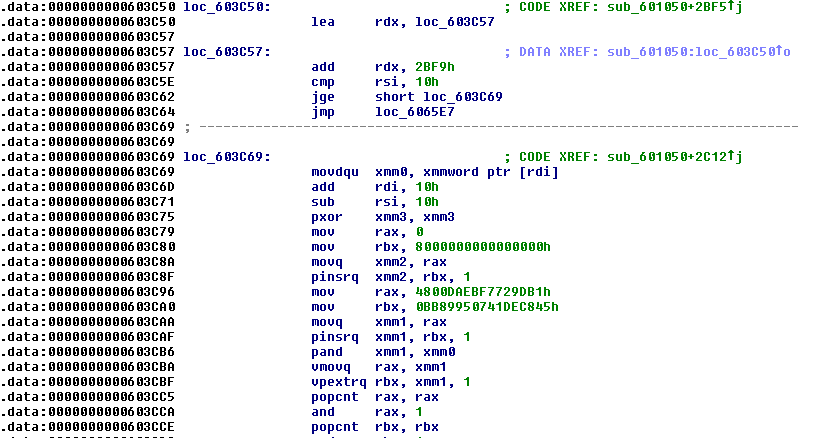 .data:0000000000603C50 loc_603C50: ; CODE XREF: sub_601050+2BF5↑j
.data:0000000000603C50 lea rdx, loc_603C57
.data:0000000000603C57
.data:0000000000603C57 loc_603C57: ; DATA XREF: sub_601050:loc_603C50↑o
.data:0000000000603C57 add rdx, 2BF9h
.data:0000000000603C5E cmp rsi, 10h
.data:0000000000603C62 jge short loc_603C69
.data:0000000000603C64 jmp loc_6065E7
.data:0000000000603C69 ; ---------------------------------------------------------------------------
.data:0000000000603C69
.data:0000000000603C69 loc_603C69: ; CODE XREF: sub_601050+2C12↑j
.data:0000000000603C69 movdqu xmm0, xmmword ptr [rdi]
.data:0000000000603C6D add rdi, 10h
.data:0000000000603C71 sub rsi, 10h
.data:0000000000603C75 pxor xmm3, xmm3
.data:0000000000603C79 mov rax, 0
.data:0000000000603C80 mov rbx, 8000000000000000h
.data:0000000000603C8A movq xmm2, rax
.data:0000000000603C8F pinsrq xmm2, rbx, 1
.data:0000000000603C96 mov rax, 4800DAEBF7729DB1h
.data:0000000000603CA0 mov rbx, 0BB89950741DEC845h
.data:0000000000603CAA movq xmm1, rax
.data:0000000000603CAF pinsrq xmm1, rbx, 1
.data:0000000000603CB6 pand xmm1, xmm0
.data:0000000000603CBA vmovq rax, xmm1
.data:0000000000603CBF vpextrq rbx, xmm1, 1
.data:0000000000603CC5 popcnt rax, rax
.data:0000000000603CCA and rax, 1
.data:0000000000603CCE popcnt rbx, rbx